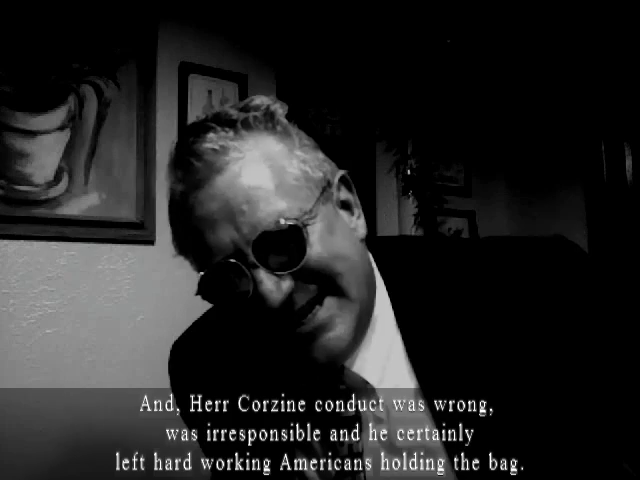 And, Herr Corzine conduct was wrong,
was irresponsible and he certainly
left hard working Americans holding the bag.